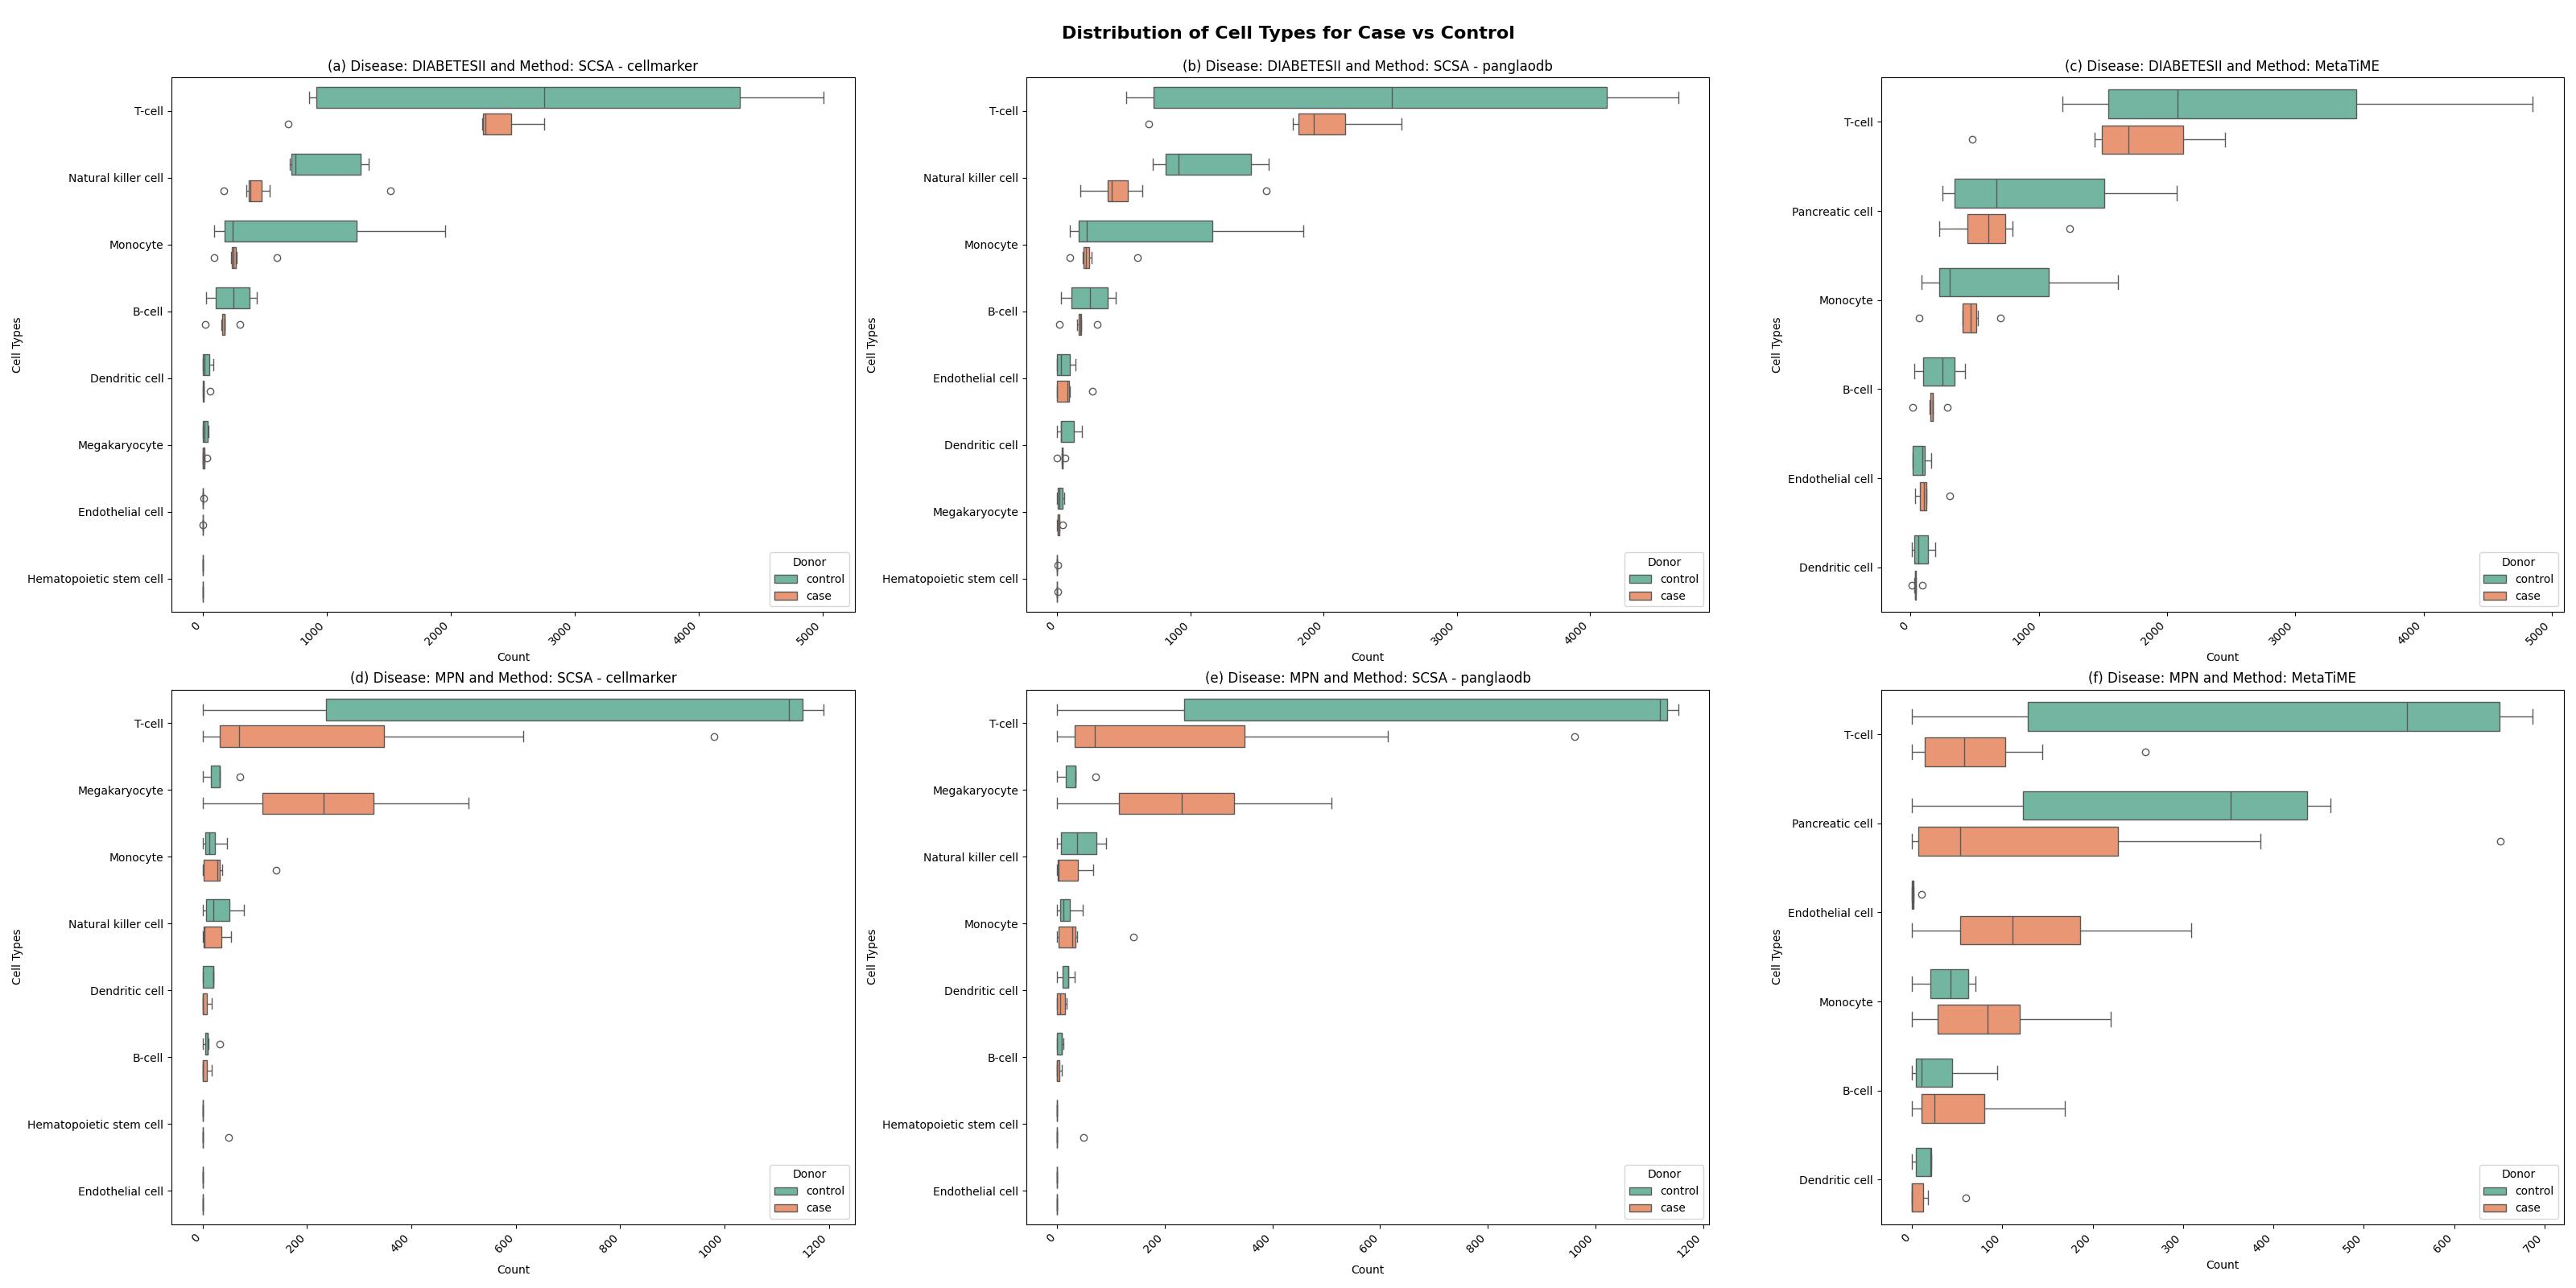 Distribution of Cell Types for Case vs Control
(a) Disease: DIABETESII and Method: SCSA - cellmarker
Cell Types
T-cell
Natural killer cell
Monocyte
B-cell
Dendritic cell
Megakaryocyte
Endothelial cell
Hematopoietic stem cell
Donor
control
case
0 1000 2000 3000 4000 5000
Count
(b) Disease: DIABETESII and Method: SCSA - panglaodb
Cell Types
T-cell
Natural killer cell
Monocyte
B-cell
Endothelial cell
Dendritic cell
Megakaryocyte
Hematopoietic stem cell
Donor
control
case
0 1000 2000 3000 4000
Count
(c) Disease: DIABETESII and Method: MetaTiME
Cell Types
T-cell
Pancreatic cell
Monocyte
B-cell
Endothelial cell
Dendritic cell
Donor
control
case
0 1000 2000 3000 4000 5000
Count
(d) Disease: MPN and Method: SCSA - cellmarker
Cell Types
T-cell
Megakaryocyte
Monocyte
Natural killer cell
Dendritic cell
B-cell
Hematopoietic stem cell
Endothelial cell
Donor
control
case
0 200 400 600 800 1000 1200
Count
(e) Disease: MPN and Method: SCSA - panglaodb
Cell Types
T-cell
Megakaryocyte
Natural killer cell
Monocyte
Dendritic cell
B-cell
Hematopoietic stem cell
Endothelial cell
Donor
control
case
0 200 400 600 800 1000 1200
Count
(f) Disease: MPN and Method: MetaTiME
Cell Types
T-cell
Pancreatic cell
Endothelial cell
Monocyte
B-cell
Dendritic cell
Donor
control
case
0 100 200 300 400 500 600 700
Count